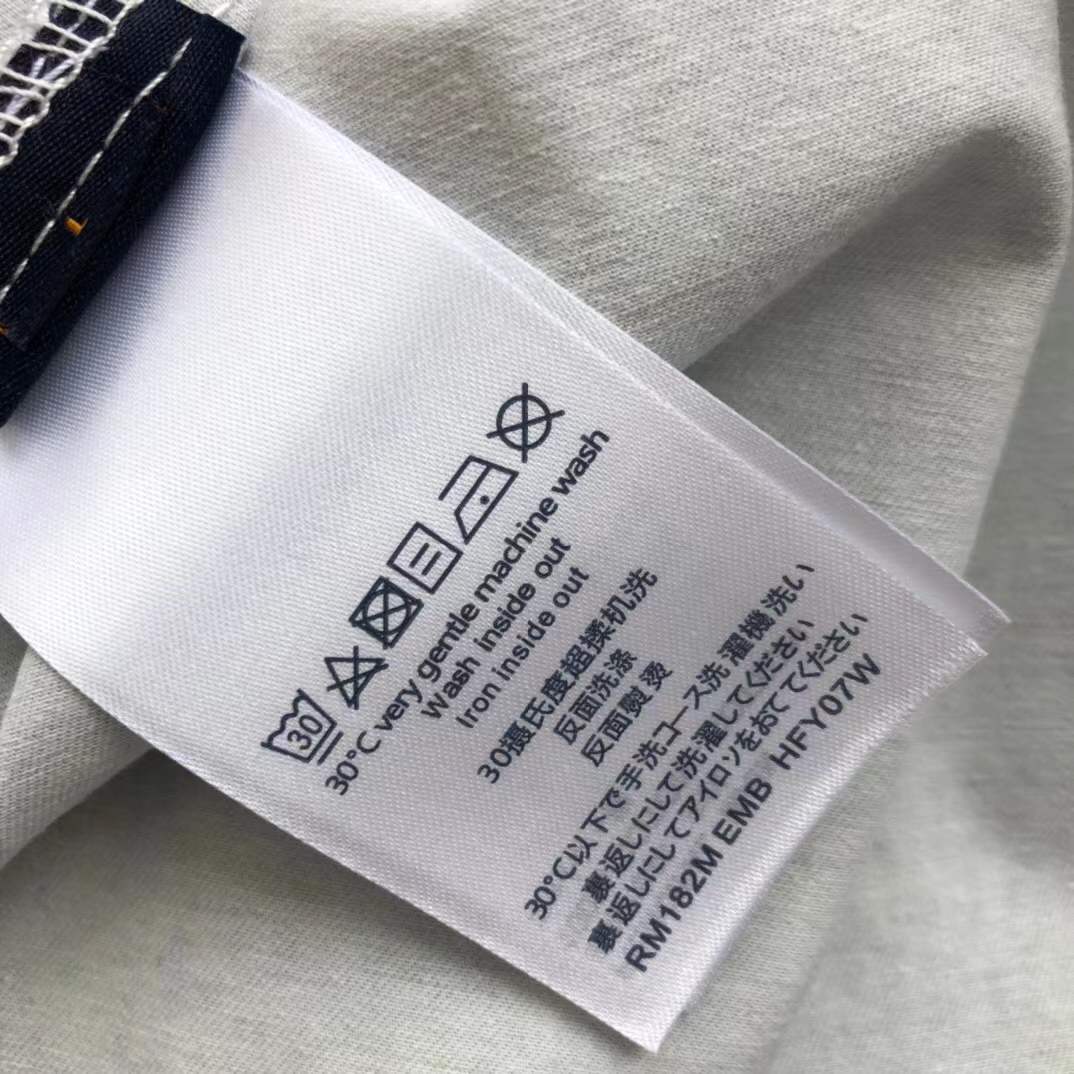 30
30°C very gentle machine wash
Wash inside out
Iron inside out
30摄氏度超揉机洗
反面洗涤
反面熨烫
30°C以下で手洗コース洗濯機洗い
裏返しにして洗濯してください
裏返しにしてアイロソをおてください
RM182M EMB HFY07W